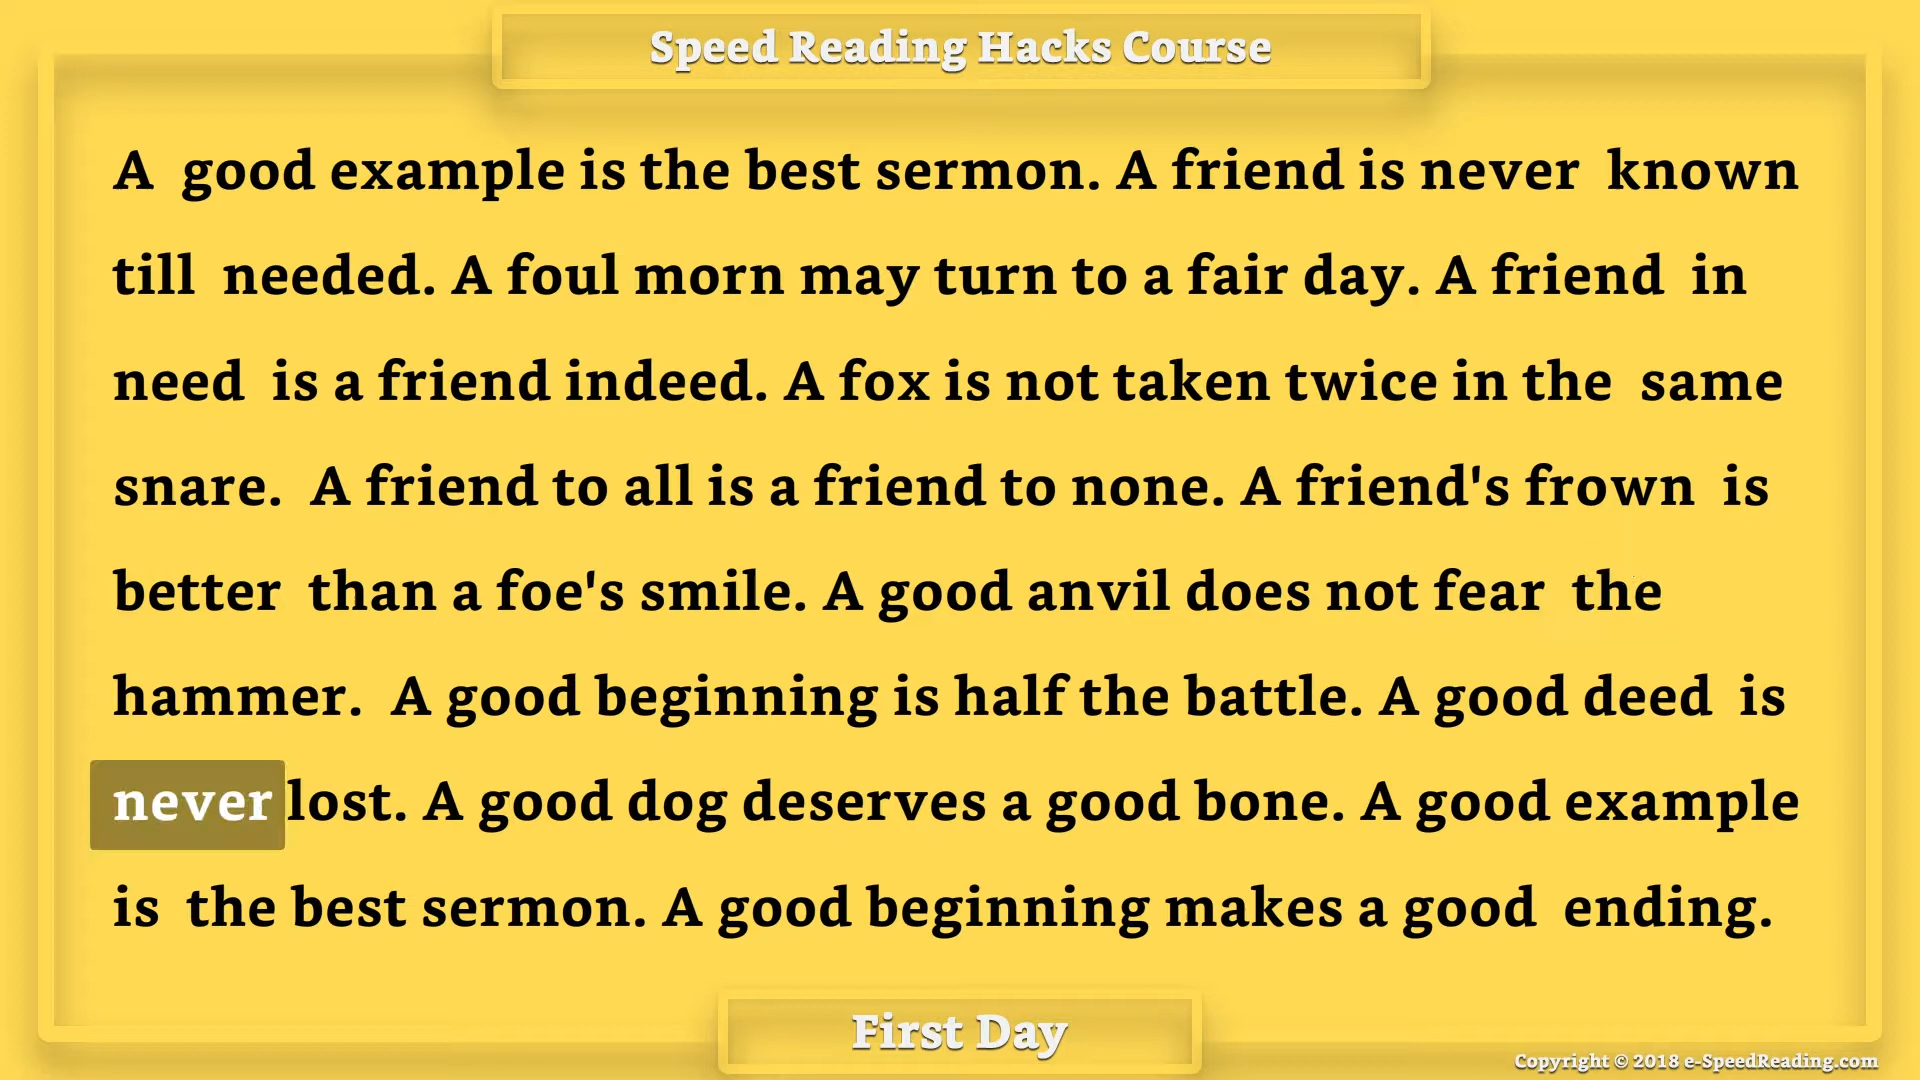 Speed Reading Hacks Course
A good example is the best sermon. A friend is never known
till needed. A foul morn may turn to a fair day. A friend in
need is a friend indeed. A fox is not taken twice in the same
snare. A friend to all is a friend to none. A friend's frown is
better than a foe's smile. A good anvil does not fear the
hammer. A good beginning is half the battle. A good deed is
never lost. A good dog deserves a good bone. A good example
is the best sermon. A good beginning makes a good ending.
First Day
Copyright © 2018 e-SpeedReading.com